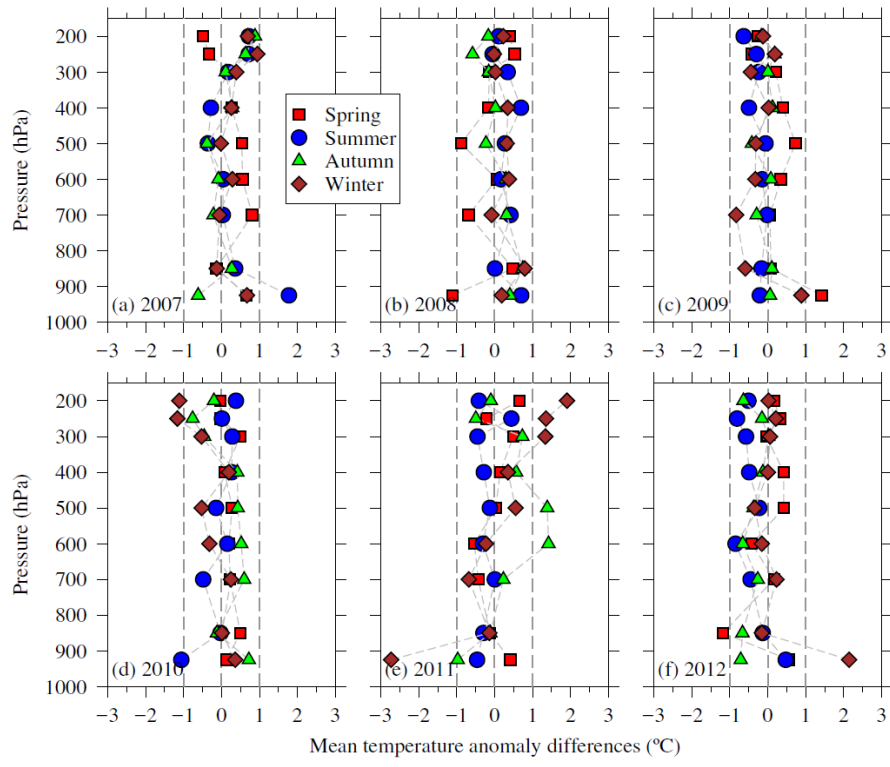 200
300
400
500
600
700
800
900
1000
Pressure (hPa)
Spring
Summer
Autumn
Winter
(a) 2007
(b) 2008
(c) 2009
−3 −2 −1 0 1 2 3
−3 −2 −1 0 1 2 3
−3 −2 −1 0 1 2 3
200
300
400
500
600
700
800
900
1000
Pressure (hPa)
(d) 2010
(e) 2011
(f) 2012
−3 −2 −1 0 1 2 3
−3 −2 −1 0 1 2 3
−3 −2 −1 0 1 2 3
Mean temperature anomaly differences (ºC)